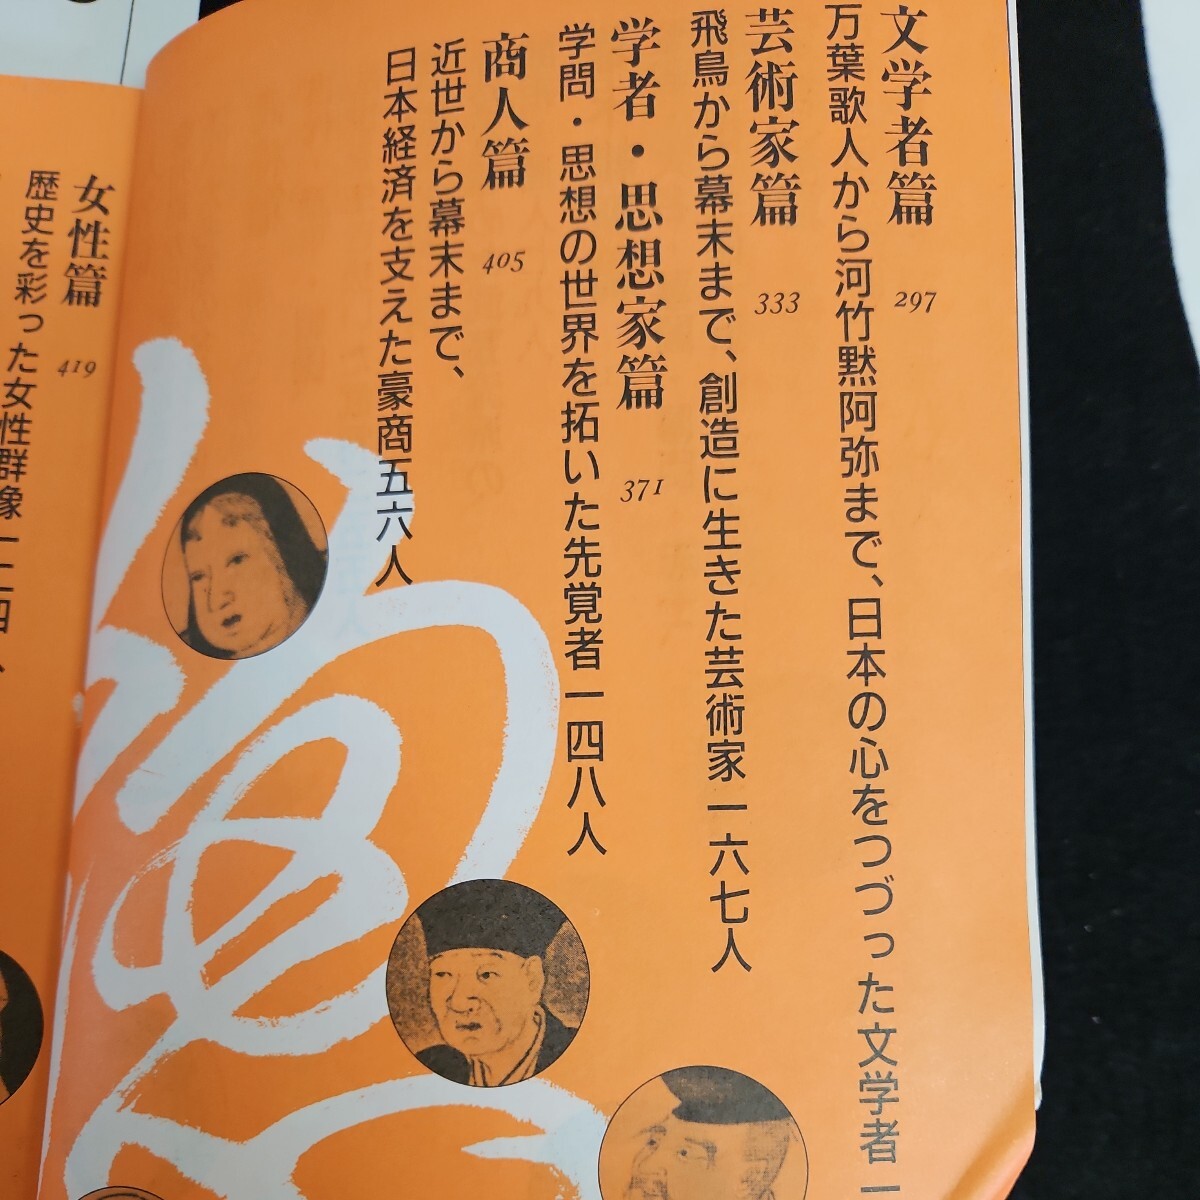 文学者篇 297
万葉歌人から河竹黙阿弥まで、日本の心をつづった文学者一
芸術家篇 333
飛鳥から幕末まで、創造に生きた芸術家一六七人
学者・思想家篇 371
学問・思想の世界を拓いた先覚者一四八人
商人篇 405
近世から幕末まで、
日本経済を支えた豪商五六人
女性篇 419
歴史を彩った女性群像一二四人